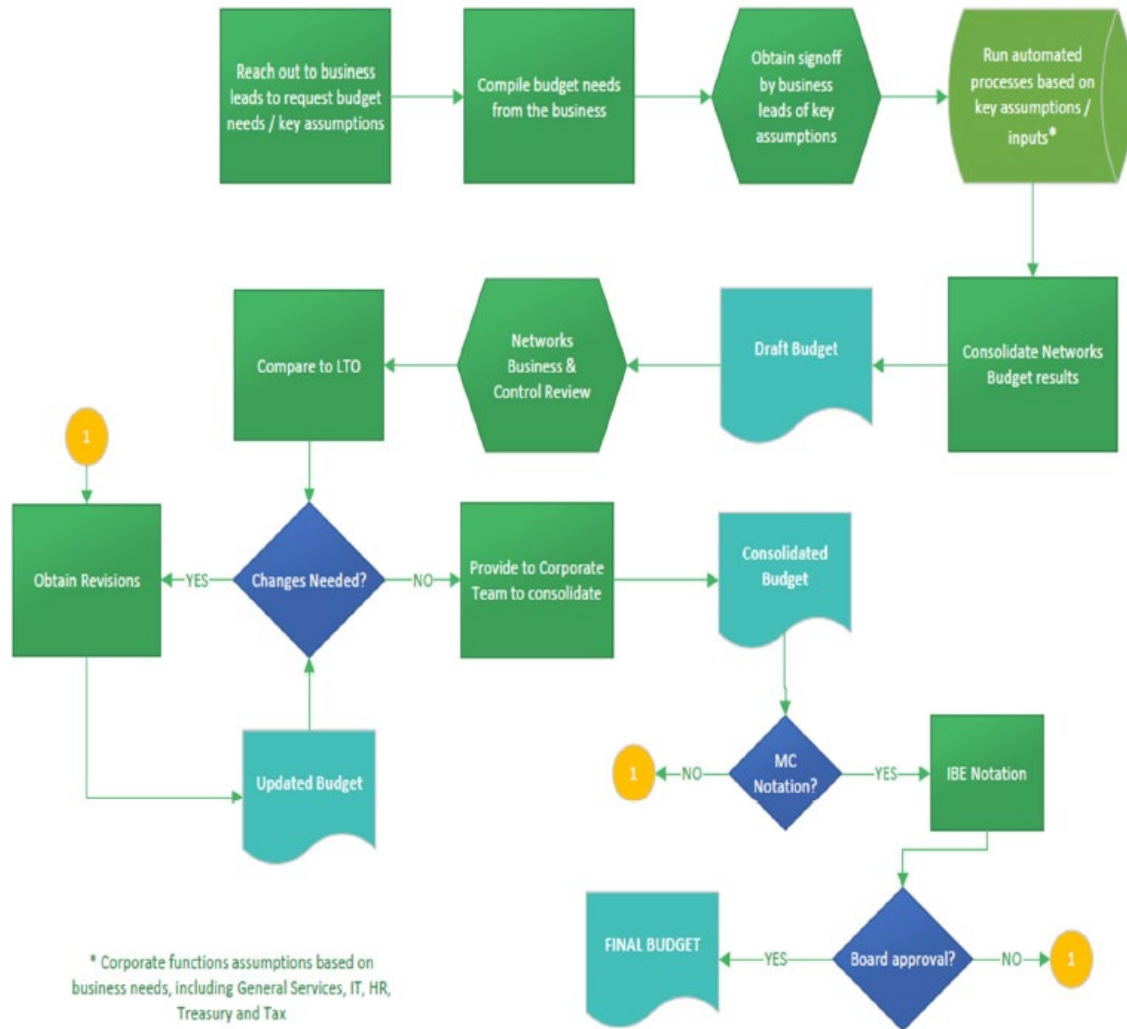 Reach out to business
leads to request budget
needs / key assumptions
Compile budget needs
from the business
Obtain signoff
by business
leads of key
assumptions
Run automated
processes based on
key assumptions /
inputs*
Compare to LTO
Networks
Business &
Control Review
Draft Budget
Consolidate Networks
Budget results
1
Obtain Revisions
YES
Changes Needed?
NO
Provide to Corporate
Team to consolidate
Consolidated
Budget
Updated Budget
1
NO
MC
Notation?
YES
IBE Notation
FINAL BUDGET
YES
Board approval?
NO
1
* Corporate functions assumptions based on
business needs, including General Services, IT, HR,
Treasury and Tax